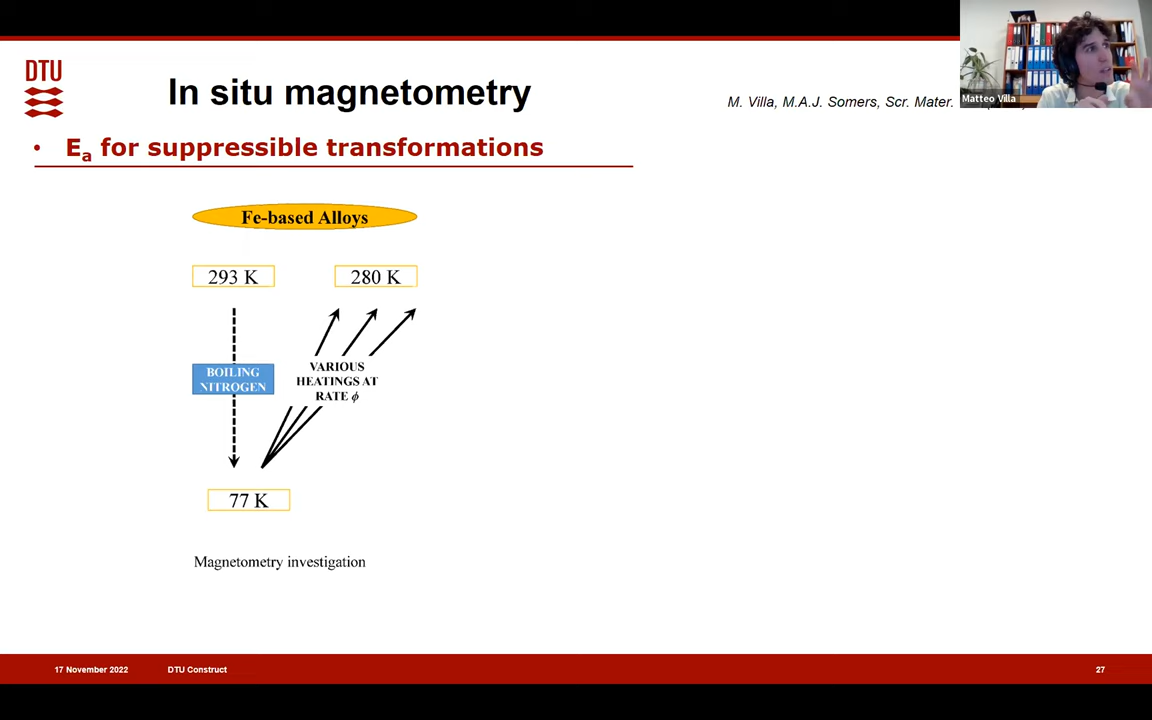 DTU
In situ magnetometry
M. Villa, M.A.J. Somers, Scr. Mater.
Matteo Villa
• Ea for suppressible transformations
Fe-based Alloys
293 K
280 K
BOILING
NITROGEN
VARIOUS
HEATINGS AT
RATE ϕ
77 K
Magnetometry investigation
17 November 2022
DTU Construct
27